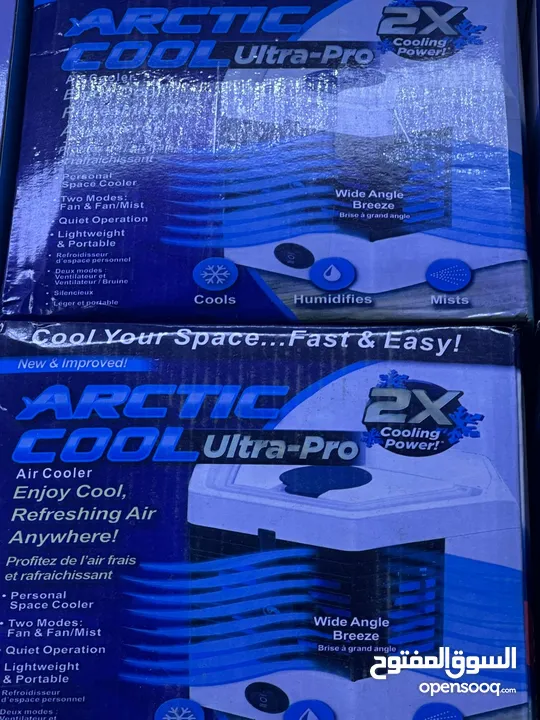 ARCTIC
COOL Ultra-Pro
2X
Cooling
Power!*
Air Cooler
rafraichissant
• Personal
Space Cooler
• Two Modes:
Fan & Fan/Mist
• Quiet Operation
• Lightweight
& Portable
• Refroidisseur
d'espace personnel
• Deux modes :
Ventilateur et
Ventilateur / Bruine
• Silencieux
• Léger et portable
Wide Angle
Breeze
Brise à grand angle
Cools
Humidifies
Mists
Cool Your Space...Fast & Easy!
New & Improved!
ARCTIC
COOL Ultra-Pro
2X
Cooling
Power!*
Air Cooler
Enjoy Cool,
Refreshing Air
Anywhere!
Profitez de l'air frais
et rafraichissant
• Personal
Space Cooler
• Two Modes:
Fan & Fan/Mist
• Quiet Operation
• Lightweight
& Portable
Refroidisseur
d'espace personnel
Deux modes :
Ventilateur et
Wide Angle
Breeze
Brise à grand angle
السوق المفتوح
opensooq.com